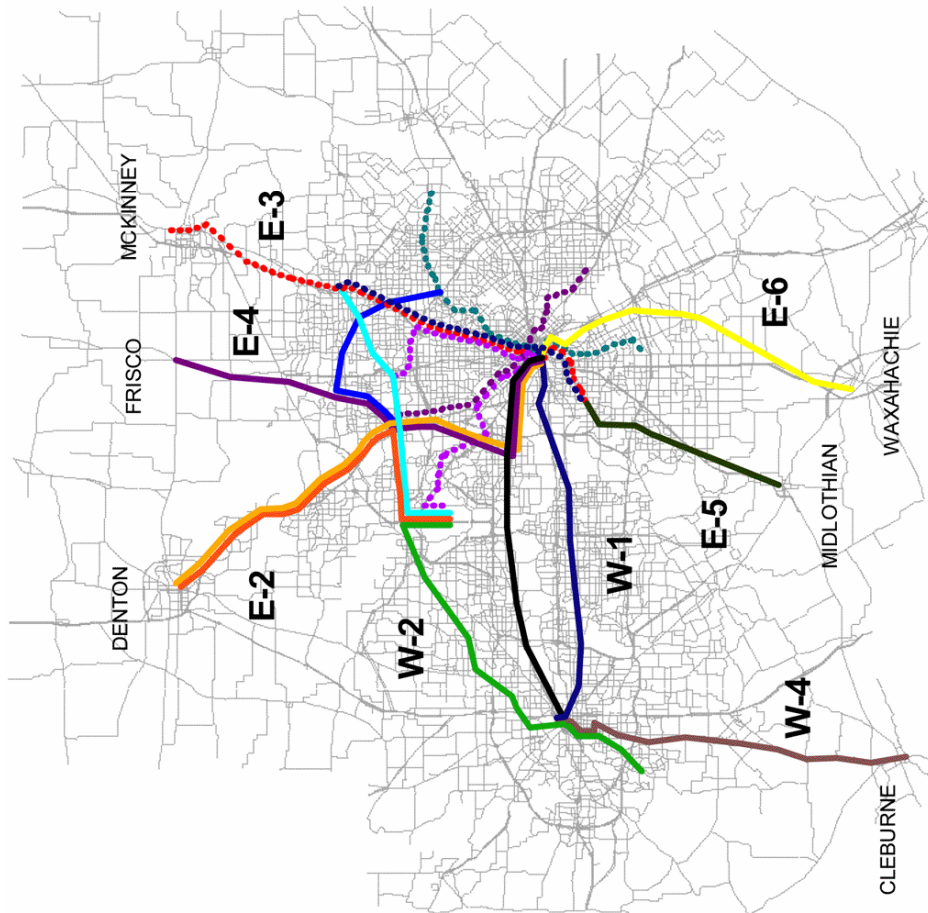 MCKINNEY
E-3
E-4
FRISCO
DENTON
E-2
W-2
W-1
E-5
E-6
WAXAHACHIE
MIDLOTHIAN
W-4
CLEBURNE